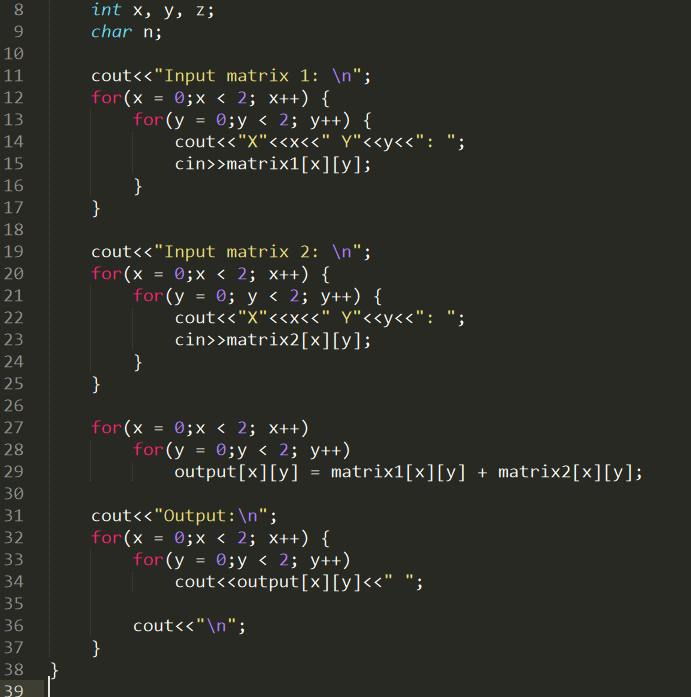 8 int x, y, z;
9 char n;
10
11 cout<<"Input matrix 1: \n";
12 for(x = 0;x < 2; x++) {
13 for(y = 0;y < 2; y++) {
14 cout<<"X"<<x<<" Y"<<y<<": ";
15 cin>>matrix1[x][y];
16 }
17 }
18
19 cout<<"Input matrix 2: \n";
20 for(x = 0;x < 2; x++) {
21 for(y = 0; y < 2; y++) {
22 cout<<"X"<<x<<" Y"<<y<<": ";
23 cin>>matrix2[x][y];
24 }
25 }
26
27 for(x = 0;x < 2; x++)
28 for(y = 0;y < 2; y++)
29 output[x][y] = matrix1[x][y] + matrix2[x][y];
30
31 cout<<"Output:\n";
32 for(x = 0;x < 2; x++) {
33 for(y = 0;y < 2; y++)
34 cout<<output[x][y]<<" ";
35
36 cout<<"\n";
37 }
38 }
39